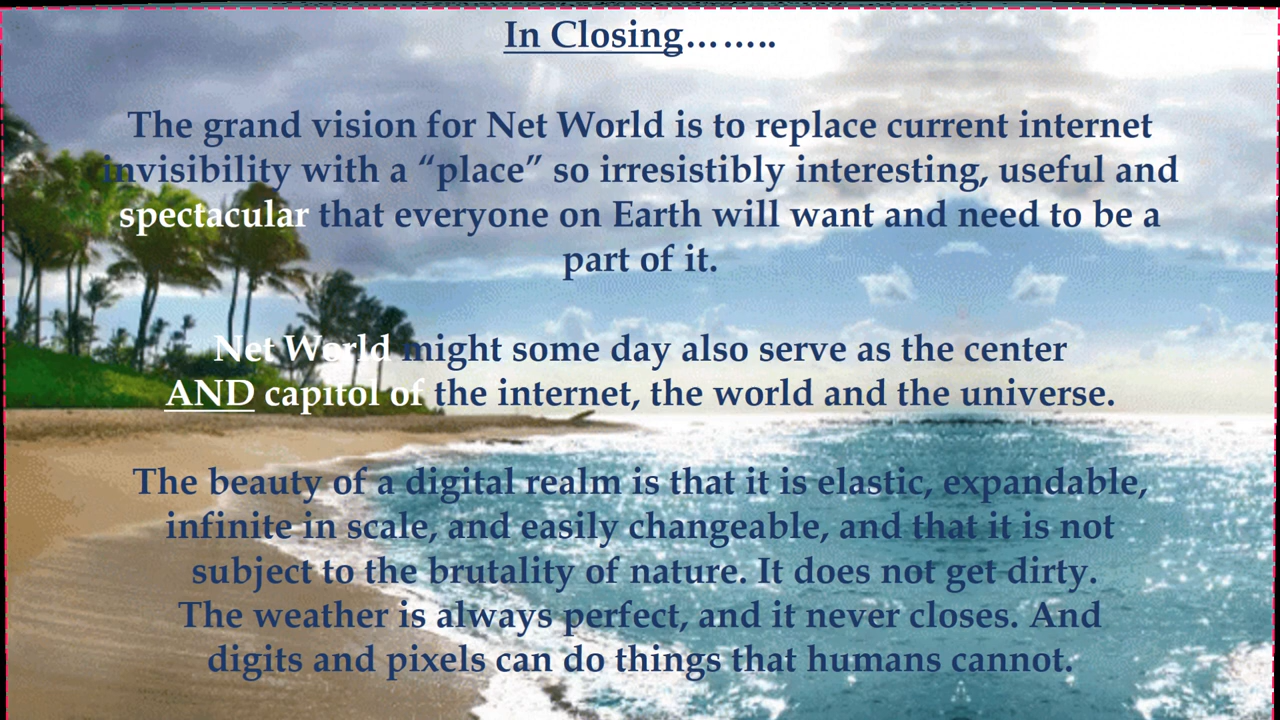 In Closing……..
The grand vision for Net World is to replace current internet
invisibility with a “place” so irresistibly interesting, useful and
spectacular that everyone on Earth will want and need to be a
part of it.
Net World might some day also serve as the center
AND capitol of the internet, the world and the universe.
The beauty of a digital realm is that it is elastic, expandable,
infinite in scale, and easily changeable, and that it is not
subject to the brutality of nature. It does not get dirty.
The weather is always perfect, and it never closes. And
digits and pixels can do things that humans cannot.